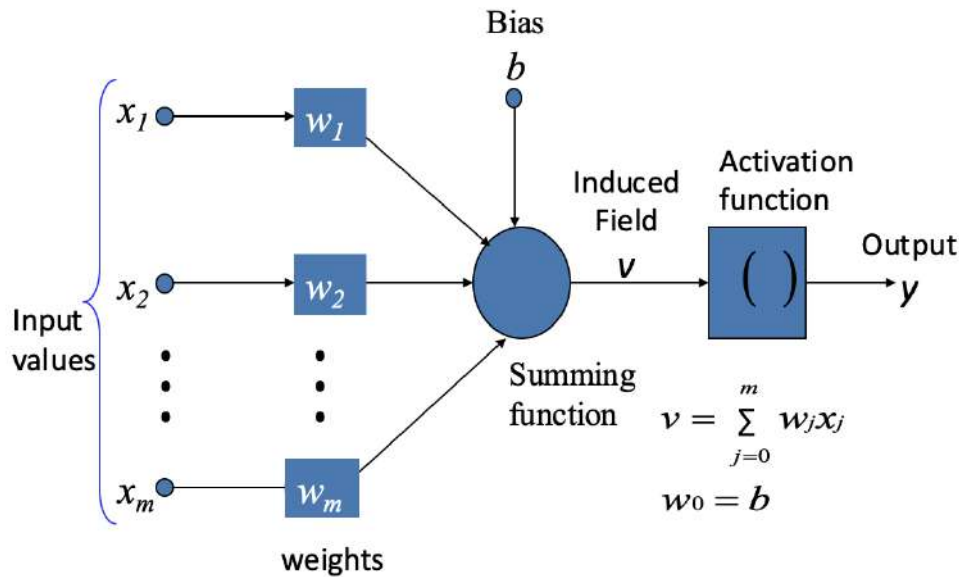 Bias
b
x1
w1
Activation
function
Induced
Field
v
( )
Output
y
x2
w2
Input
values
Summing
function
v = m∑j=0 wjxj
w0 = b
xm
wm
weights